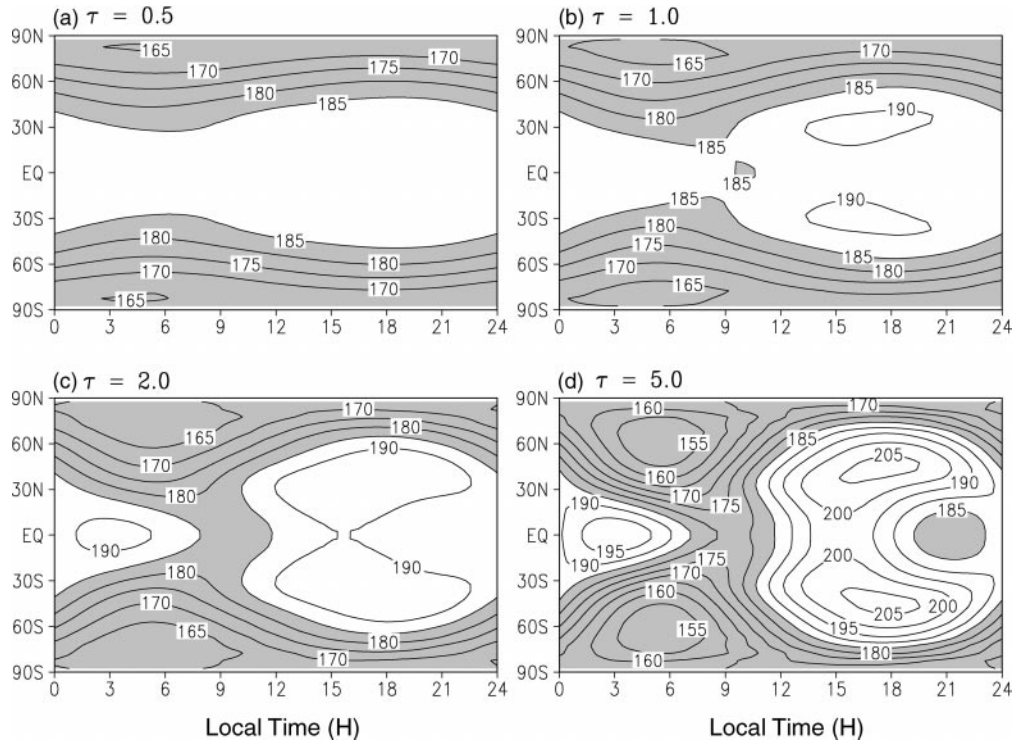 (a) τ = 0.5
(b) τ = 1.0
90N
60N
30N
EQ
30S
60S
90S
165
170
175
170
180
185
185
180
175
180
170
170
165
0 3 6 9 12 15 18 21 24
90N
60N
30N
EQ
30S
60S
90S
165
170
170
175
180
185
190
185
185
185
190
180
175
185
170
180
165
0 3 6 9 12 15 18 21 24
(c) τ = 2.0
(d) τ = 5.0
90N
60N
30N
EQ
30S
60S
90S
170
165
180
170
190
180
190
190
180
170
180
165
170
0 3 6 9 12 15 18 21 24
90N
60N
30N
EQ
30S
60S
90S
160
170
155
185
205
160
170
190
190
175
200
185
195
200
190
175
170
160
155
205
200
195
160
180
0 3 6 9 12 15 18 21 24
Local Time (H)
Local Time (H)